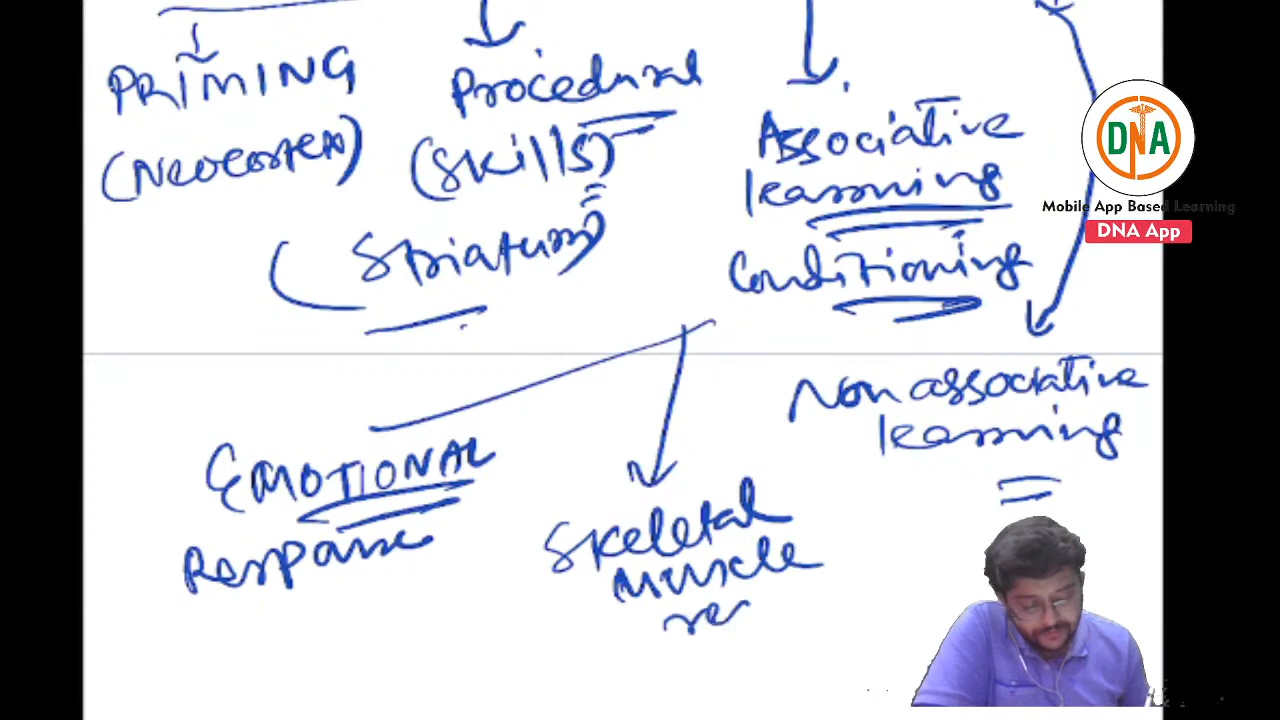 PRIMING
(Neocortex)
Procedural
(Skills)
(Striatum)
Associative
learning
Conditioning
DNA
Mobile App Based Learning
DNA App
Non associative
learning
EMOTIONAL
Response
Skeletal
Muscle
re